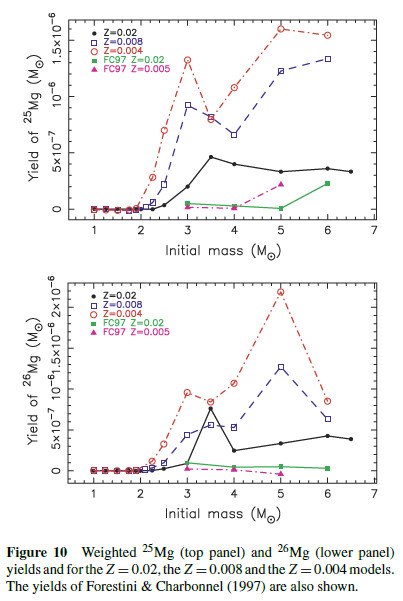 Z=0.02
Z=0.008
Z=0.004
FC97 Z=0.02
FC97 Z=0.005
Yield of ²⁵Mg (M⊙)
1.5×10⁻⁶
10⁻⁶
5×10⁻⁷
0
1 2 3 4 5 6 7
Initial mass (M⊙)
Z=0.02
Z=0.008
Z=0.004
FC97 Z=0.02
FC97 Z=0.005
Yield of ²⁶Mg (M⊙)
2×10⁻⁶
1.5×10⁻⁶
10⁻⁶
5×10⁻⁷
0
1 2 3 4 5 6 7
Initial mass (M⊙)
Figure 10 Weighted ²⁵Mg (top panel) and ²⁶Mg (lower panel)
yields and for the Z = 0.02, the Z = 0.008 and the Z = 0.004 models.
The yields of Forestini & Charbonnel (1997) are also shown.